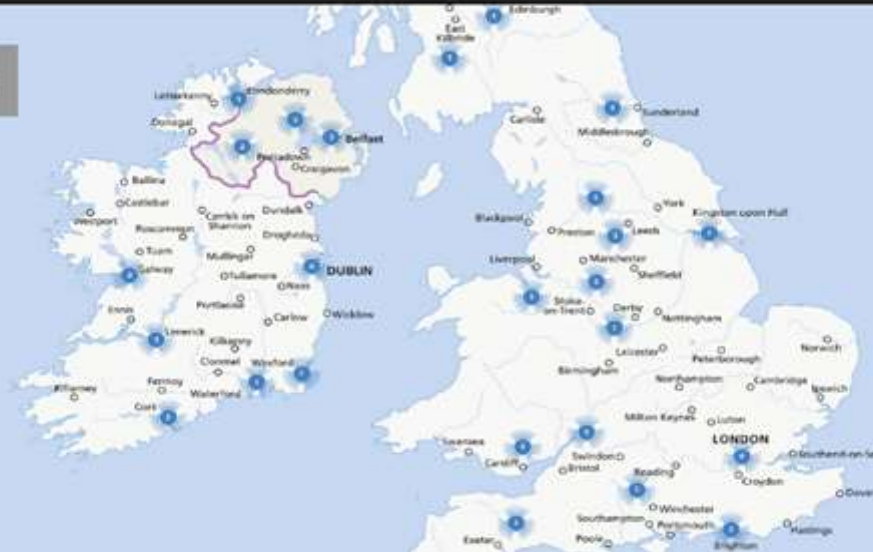 Edinburgh
East
Kilbride
Letterkenny
Londonderry
Donegal
Belfast
Portadown
Craigavon
Carlisle
Sunderland
Middlesbrough
Ballina
Castlebar
Westport
Carrick on
Shannon
Dundalk
Roscommon
Drogheda
Tuam
Mullingar
Galway
Tullamore
DUBLIN
Naas
Ennis
Portlaoise
Carlow
Wicklow
Limerick
Kilkenny
Clonmel
Wexford
Killarney
Fermoy
Waterford
Cork
York
Blackpool
Preston
Leeds
Kingston upon Hull
Liverpool
Manchester
Sheffield
Stoke-
on-Trent
Derby
Nottingham
Leicester
Peterborough
Norwich
Birmingham
Northampton
Cambridge
Ipswich
Milton Keynes
Luton
LONDON
Swansea
Cardiff
Swindon
Bristol
Reading
Croydon
Southend-on-Se
Dove
Winchester
Southampton
Portsmouth
Hastings
Exeter
Poole
Brighton